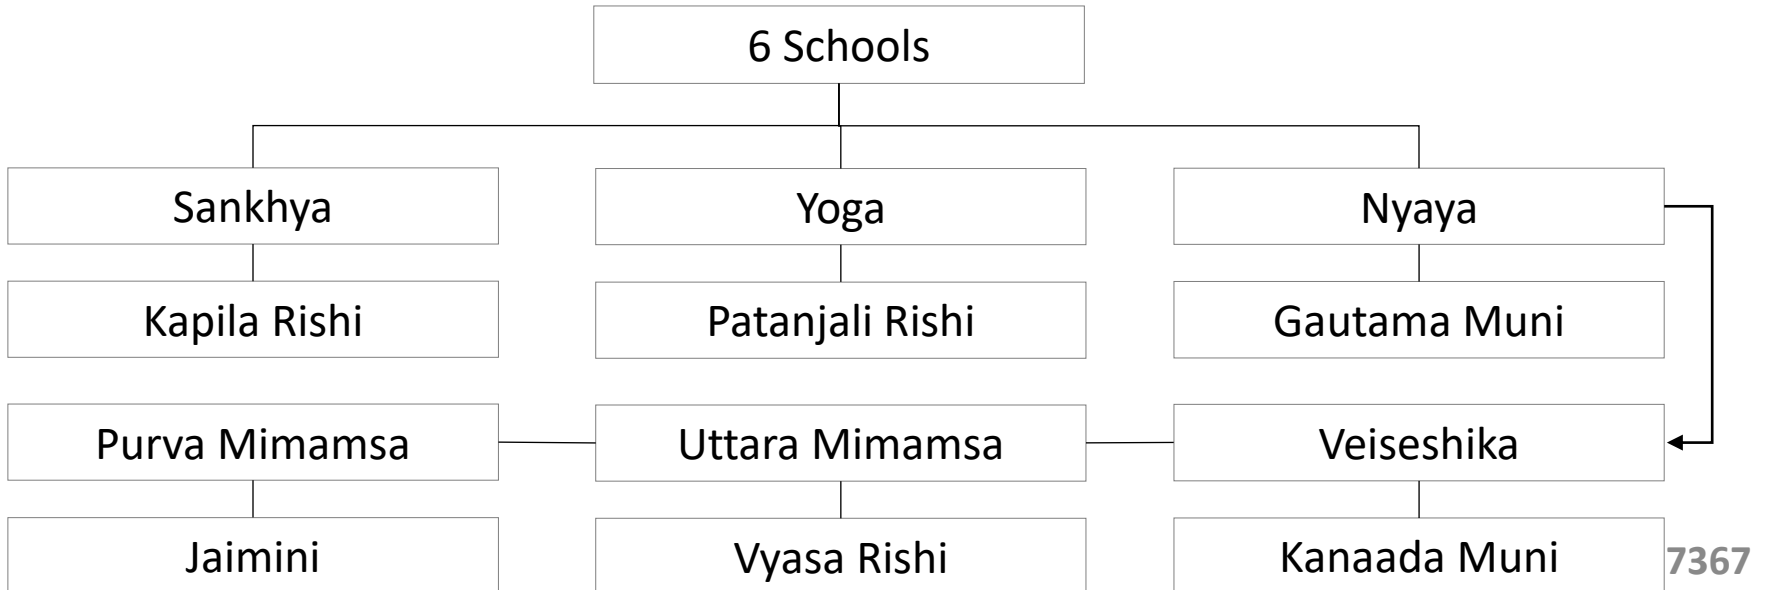 6 Schools
Sankhya
Yoga
Nyaya
Kapila Rishi
Patanjali Rishi
Gautama Muni
Purva Mimamsa
Uttara Mimamsa
Veiseshika
Jaimini
Vyasa Rishi
Kanaada Muni
7367